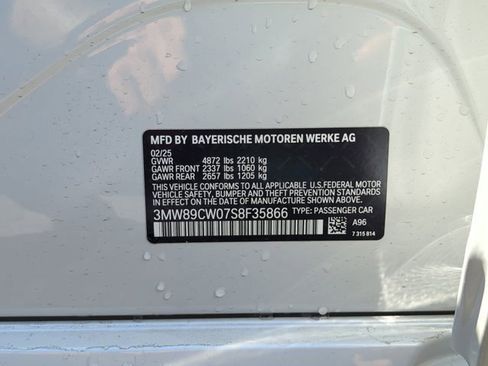 MFD BY BAYERISCHE MOTOREN WERKE AG
02/25
GVWR 4872 lbs 2210 kg
GAWR FRONT 2337 lbs 1060 kg
GAWR REAR 2657 lbs 1205 kg
THIS VEHICLE CONFORMS TO ALL APPLICABLE U.S. FEDERAL MOTOR
VEHICLE SAFETY, BUMPER, AND THEFT PREVENTION STANDARDS
IN EFFECT ON THE DATE OF MANUFACTURE SHOWN ABOVE.
3MW89CW07S8F35866 TYPE: PASSENGER CAR
A96
7 315 814